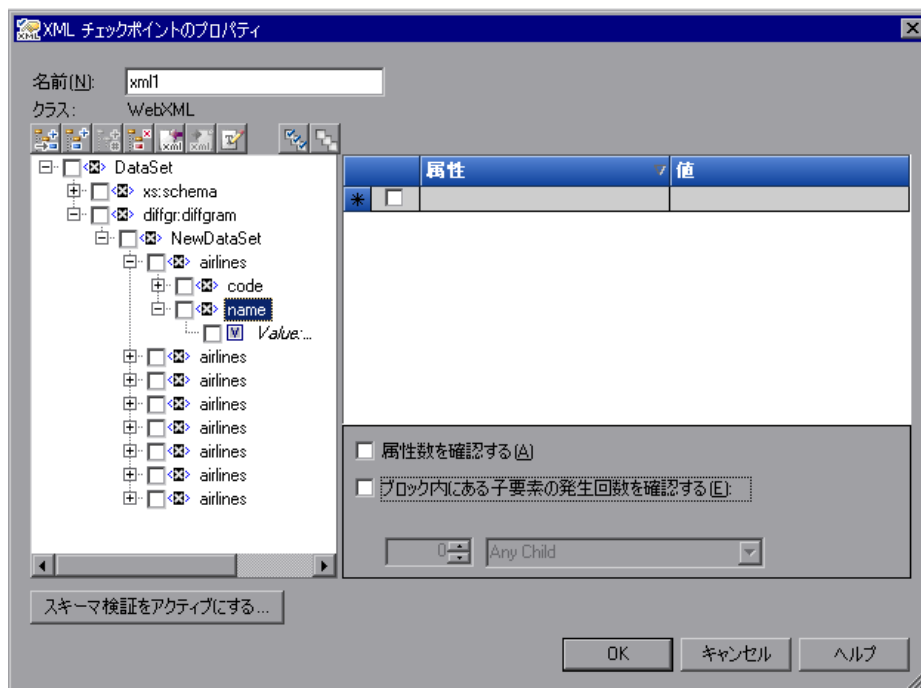 XML チェックポイントのプロパティ
名前(N): xml1
クラス: WebXML
DataSet
xs:schema
diffgr:diffgram
NewDataSet
airlines
code
name
Value:...
airlines
airlines
airlines
airlines
airlines
airlines
airlines
属性 値
属性数を確認する(A)
ブロック内にある子要素の発生回数を確認する(E):
0 Any Child
スキーマ検証をアクティブにする...
OK キャンセル ヘルプ